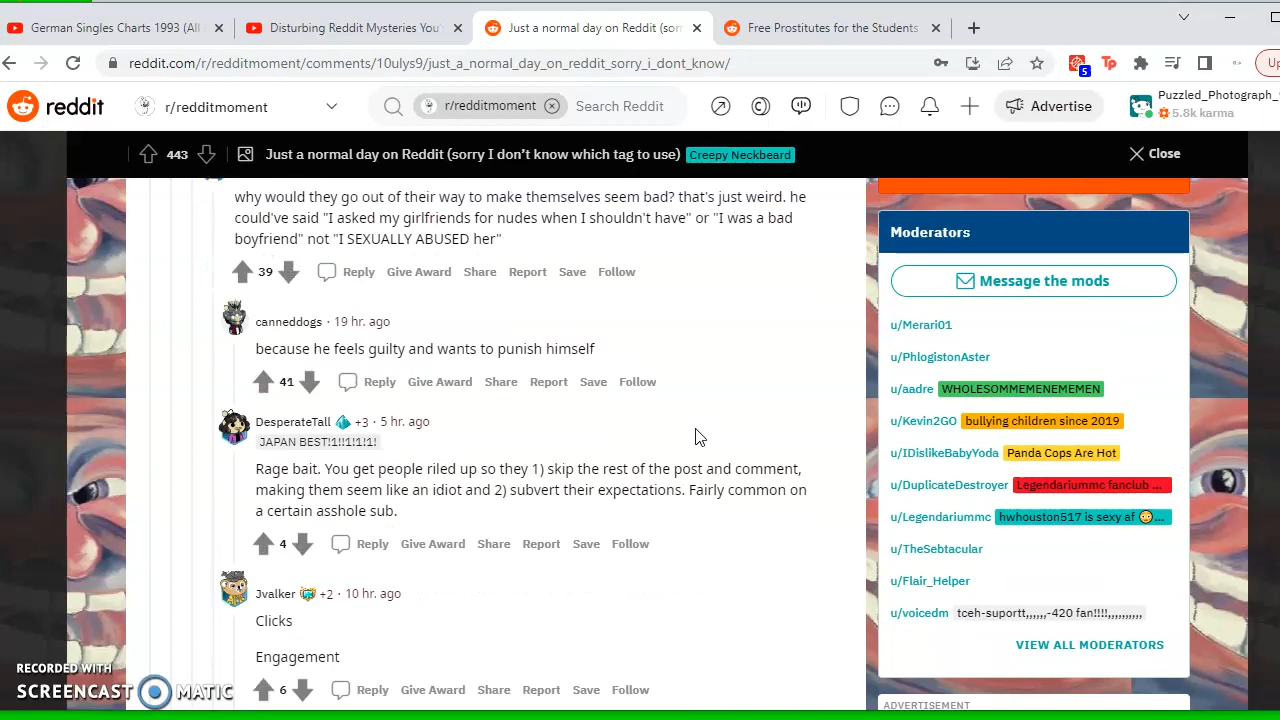 German Singles Charts 1993 (All
Disturbing Reddit Mysteries You'
Just a normal day on Reddit (sorr
Free Prostitutes for the Students
reddit.com/r/redditmoment/comments/10ulys9/just_a_normal_day_on_reddit_sorry_i_dont_know/
5
Up
reddit
r/redditmoment
r/redditmoment
Search Reddit
Advertise
Puzzled_Photograph_
5.8k karma
443
Just a normal day on Reddit (sorry I don't know which tag to use)
Creepy Neckbeard
Close
why would they go out of their way to make themselves seem bad? that's just weird. he
could've said "I asked my girlfriends for nudes when I shouldn't have" or "I was a bad
boyfriend" not "I SEXUALLY ABUSED her"
39 Reply Give Award Share Report Save Follow
canneddogs · 19 hr. ago
because he feels guilty and wants to punish himself
41 Reply Give Award Share Report Save Follow
DesperateTall +3 · 5 hr. ago
JAPAN BEST!1!!1!1!1!
Rage bait. You get people riled up so they 1) skip the rest of the post and comment,
making them seem like an idiot and 2) subvert their expectations. Fairly common on
a certain asshole sub.
4 Reply Give Award Share Report Save Follow
Jvalker +2 · 10 hr. ago
Clicks
Engagement
6 Reply Give Award Share Report Save Follow
Moderators
Message the mods
u/Merari01
u/PhlogistonAster
u/aadre WHOLESOMMEMENEMEMEN
u/Kevin2GO bullying children since 2019
u/IDislikeBabyYoda Panda Cops Are Hot
u/DuplicateDestroyer Legendariummc fanclub ...
u/Legendariummc hwhouston517 is sexy af 😳...
u/TheSebtacular
u/Flair_Helper
u/voicedm tceh-suportt,,,,,,-420 fan!!!!,,,,,,,,,,
VIEW ALL MODERATORS
ADVERTISEMENT
RECORDED WITH
SCREENCAST MATIC